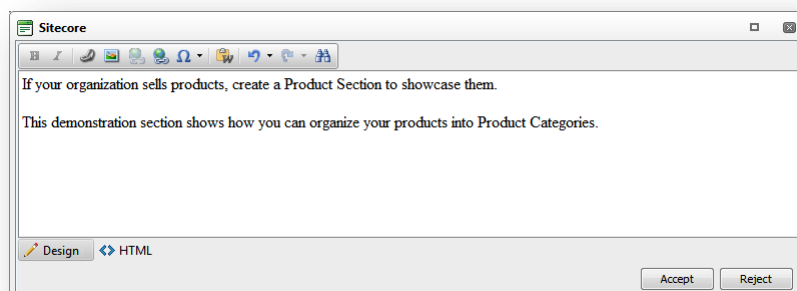 Sitecore
B I Ω
If your organization sells products, create a Product Section to showcase them.
This demonstration section shows how you can organize your products into Product Categories.
Design <> HTML
Accept Reject